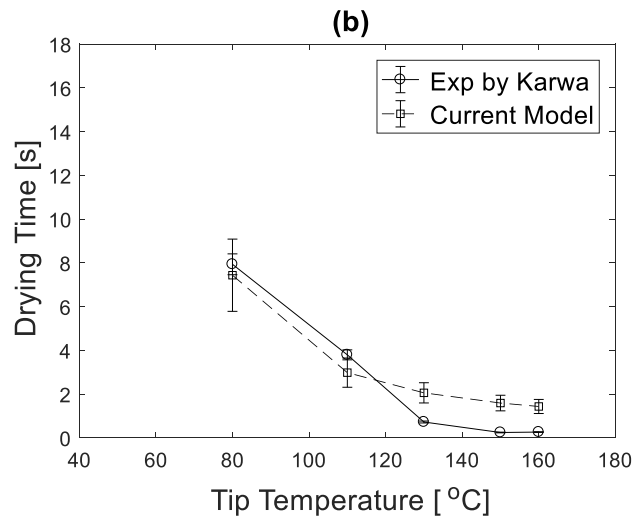 (b)
18
16
14
12
10
8
6
4
2
0
Drying Time [s]
Exp by Karwa
Current Model
40 60 80 100 120 140 160 180
Tip Temperature [ °C]